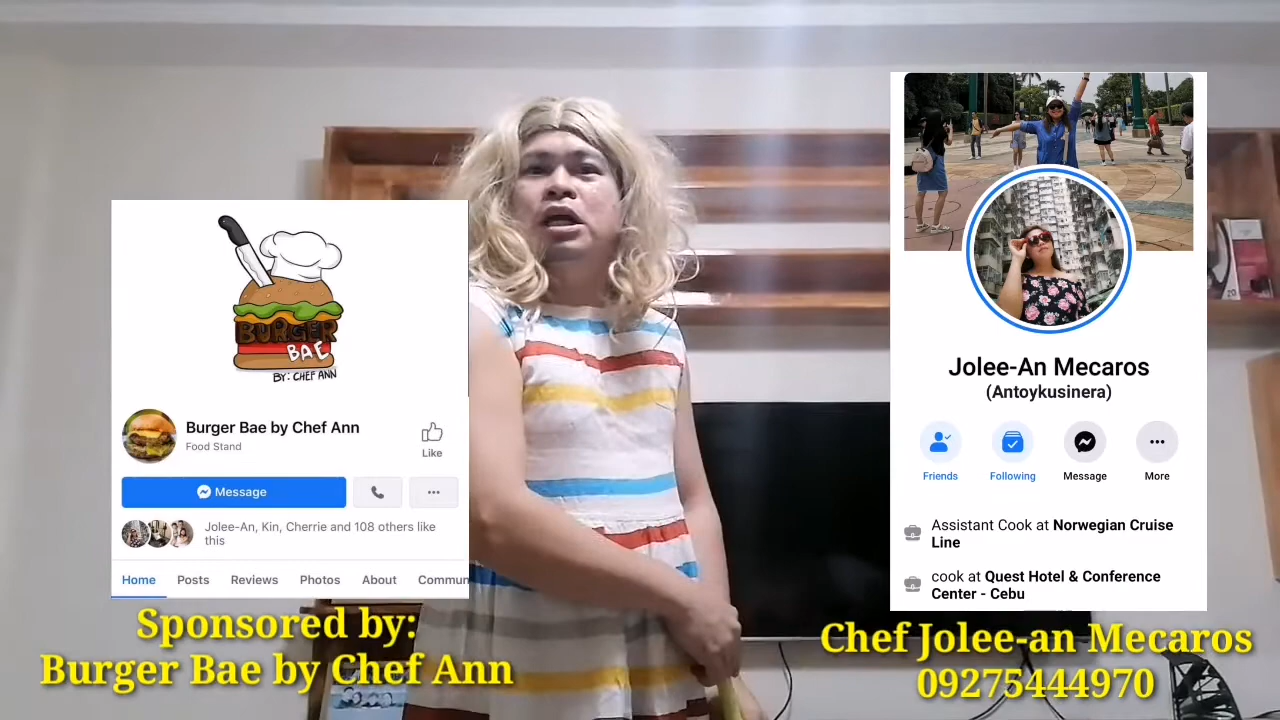 BURGER
BAE
BY: CHEF ANN
Burger Bae by Chef Ann
Food Stand
Like
Message
Jolee-An, Kin, Cherrie and 108 others like
this
Home Posts Reviews Photos About Commun
Sponsored by:
Burger Bae by Chef Ann
Jolee-An Mecaros
(Antoykusinera)
Friends Following Message More
Assistant Cook at Norwegian Cruise
Line
cook at Quest Hotel & Conference
Center - Cebu
Chef Jolee-an Mecaros
09275444970